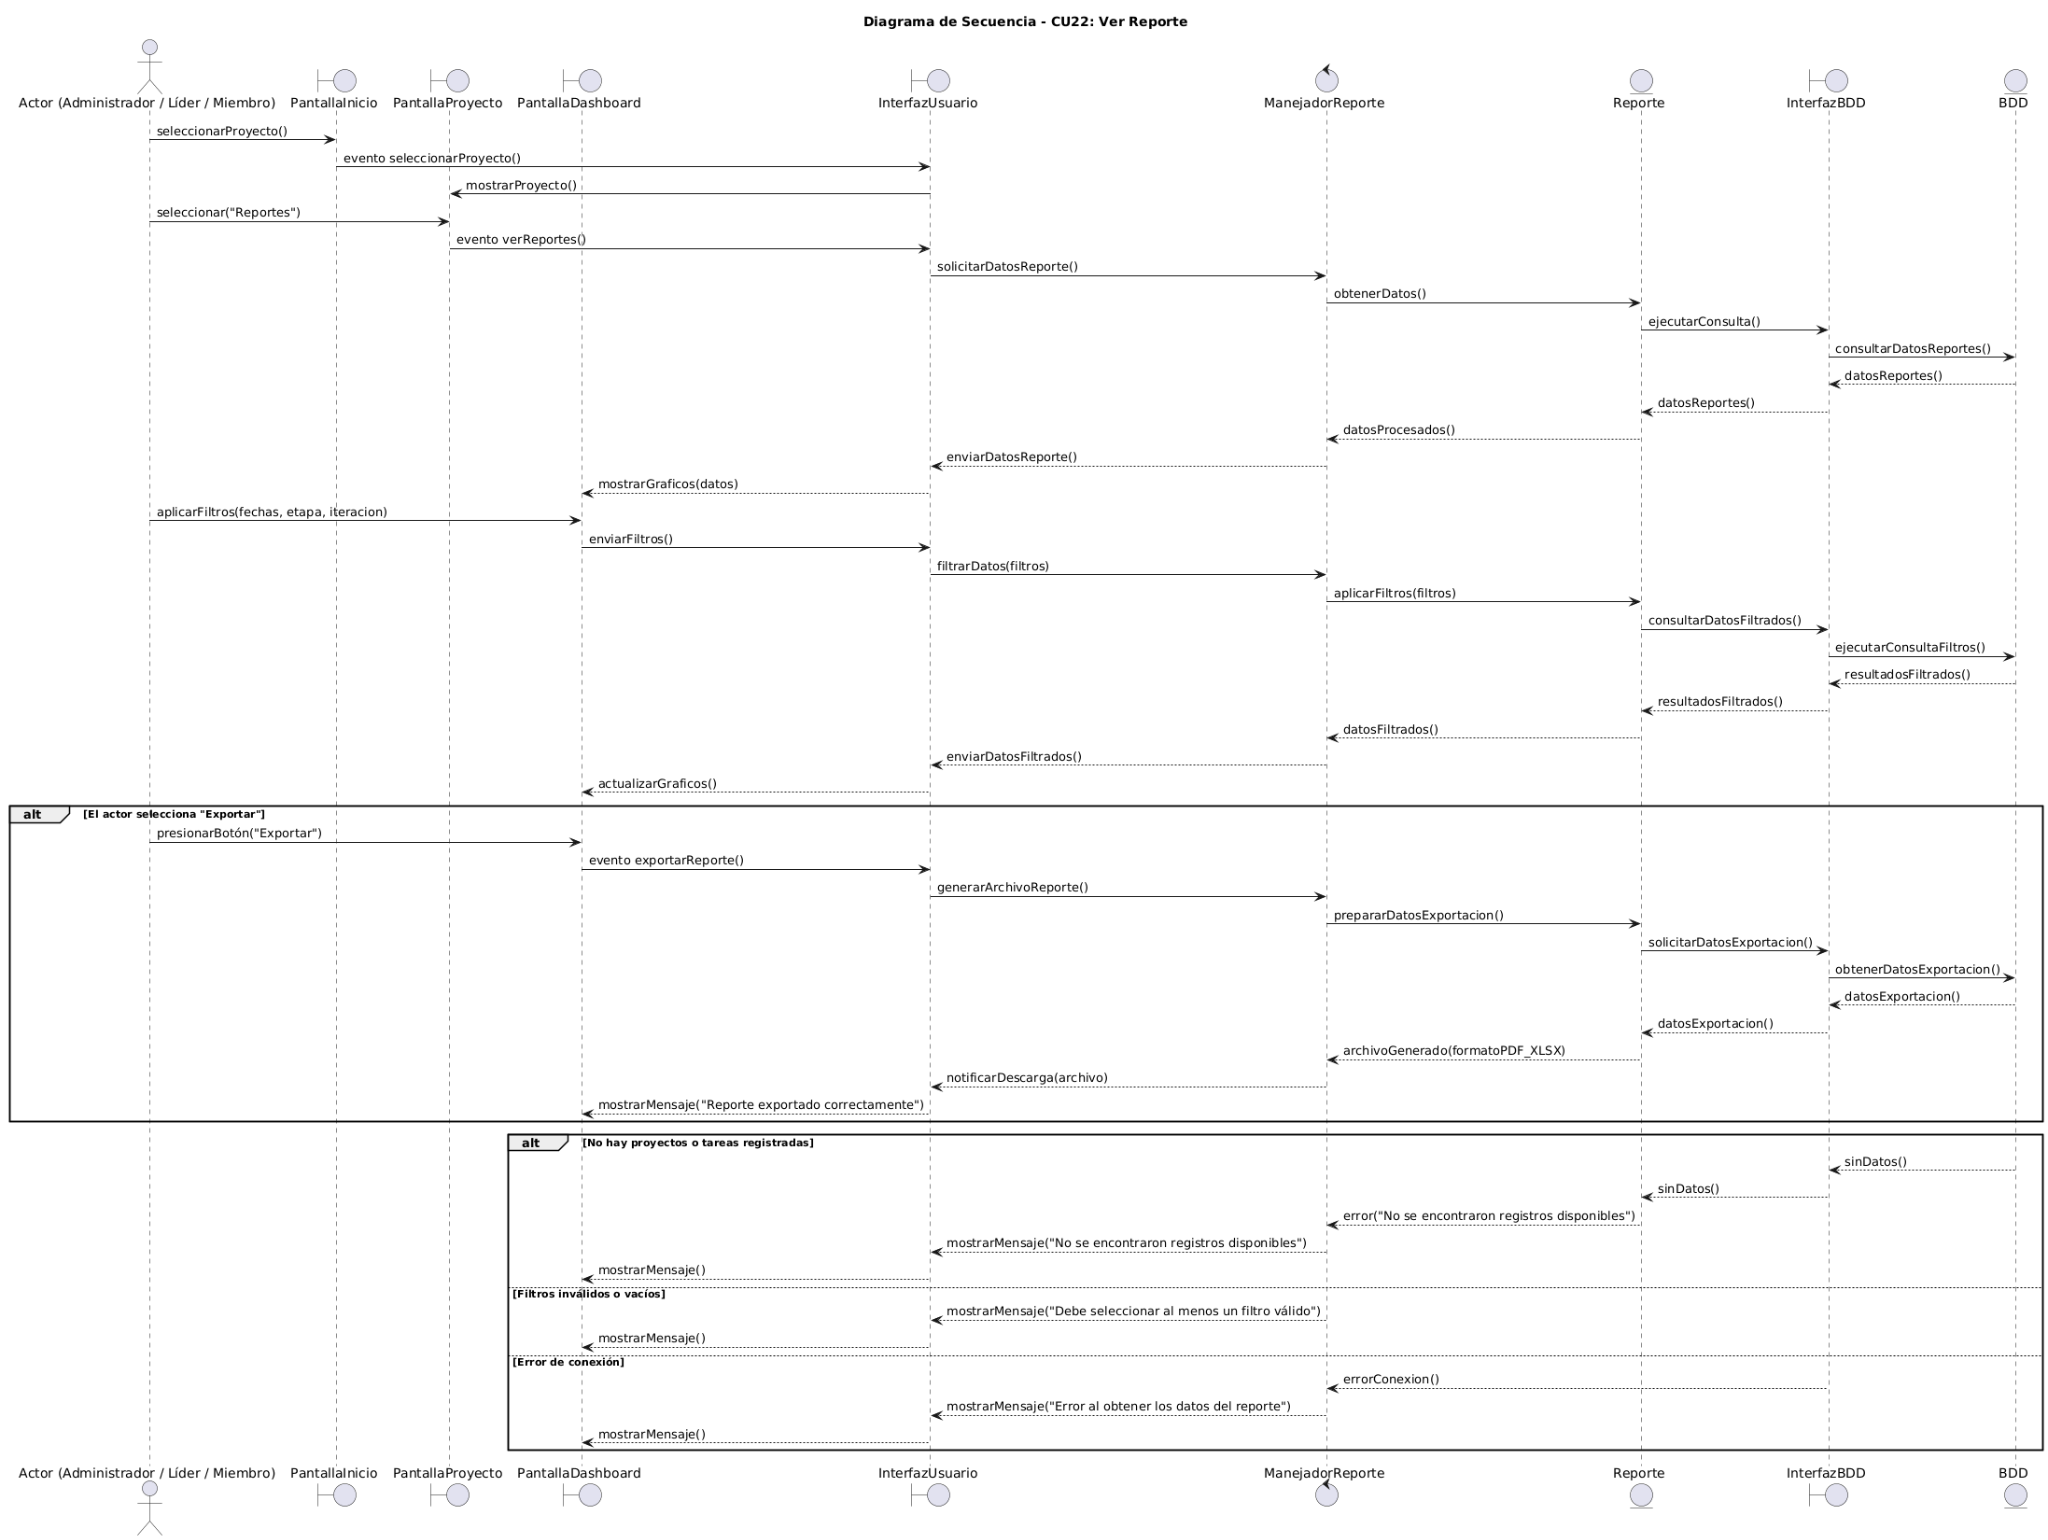 Diagrama de Secuencia - CU22: Ver Reporte
Actor (Administrador / Líder / Miembro)
PantallaInicio
PantallaProyecto
PantallaDashboard
InterfazUsuario
ManejadorReporte
Reporte
InterfazBDD
BDD
seleccionarProyecto()
evento seleccionarProyecto()
mostrarProyecto()
seleccionar("Reportes")
evento verReportes()
solicitarDatosReporte()
obtenerDatos()
ejecutarConsulta()
consultarDatosReportes()
datosReportes()
datosReportes()
datosProcesados()
enviarDatosReporte()
mostrarGraficos(datos)
aplicarFiltros(fechas, etapa, iteracion)
enviarFiltros()
filtrarDatos(filtros)
aplicarFiltros(filtros)
consultarDatosFiltrados()
ejecutarConsultaFiltros()
resultadosFiltrados()
resultadosFiltrados()
datosFiltrados()
enviarDatosFiltrados()
actualizarGraficos()
alt [El actor selecciona "Exportar"]
presionarBotón("Exportar")
evento exportarReporte()
generarArchivoReporte()
prepararDatosExportacion()
solicitarDatosExportacion()
obtenerDatosExportacion()
datosExportacion()
datosExportacion()
archivoGenerado(formatoPDF_XLSX)
notificarDescarga(archivo)
mostrarMensaje("Reporte exportado correctamente")
alt [No hay proyectos o tareas registradas]
sinDatos()
sinDatos()
error("No se encontraron registros disponibles")
mostrarMensaje("No se encontraron registros disponibles")
mostrarMensaje()
[Filtros inválidos o vacíos]
mostrarMensaje("Debe seleccionar al menos un filtro válido")
mostrarMensaje()
[Error de conexión]
errorConexion()
mostrarMensaje("Error al obtener los datos del reporte")
mostrarMensaje()
Actor (Administrador / Líder / Miembro)
PantallaInicio
PantallaProyecto
PantallaDashboard
InterfazUsuario
ManejadorReporte
Reporte
InterfazBDD
BDD